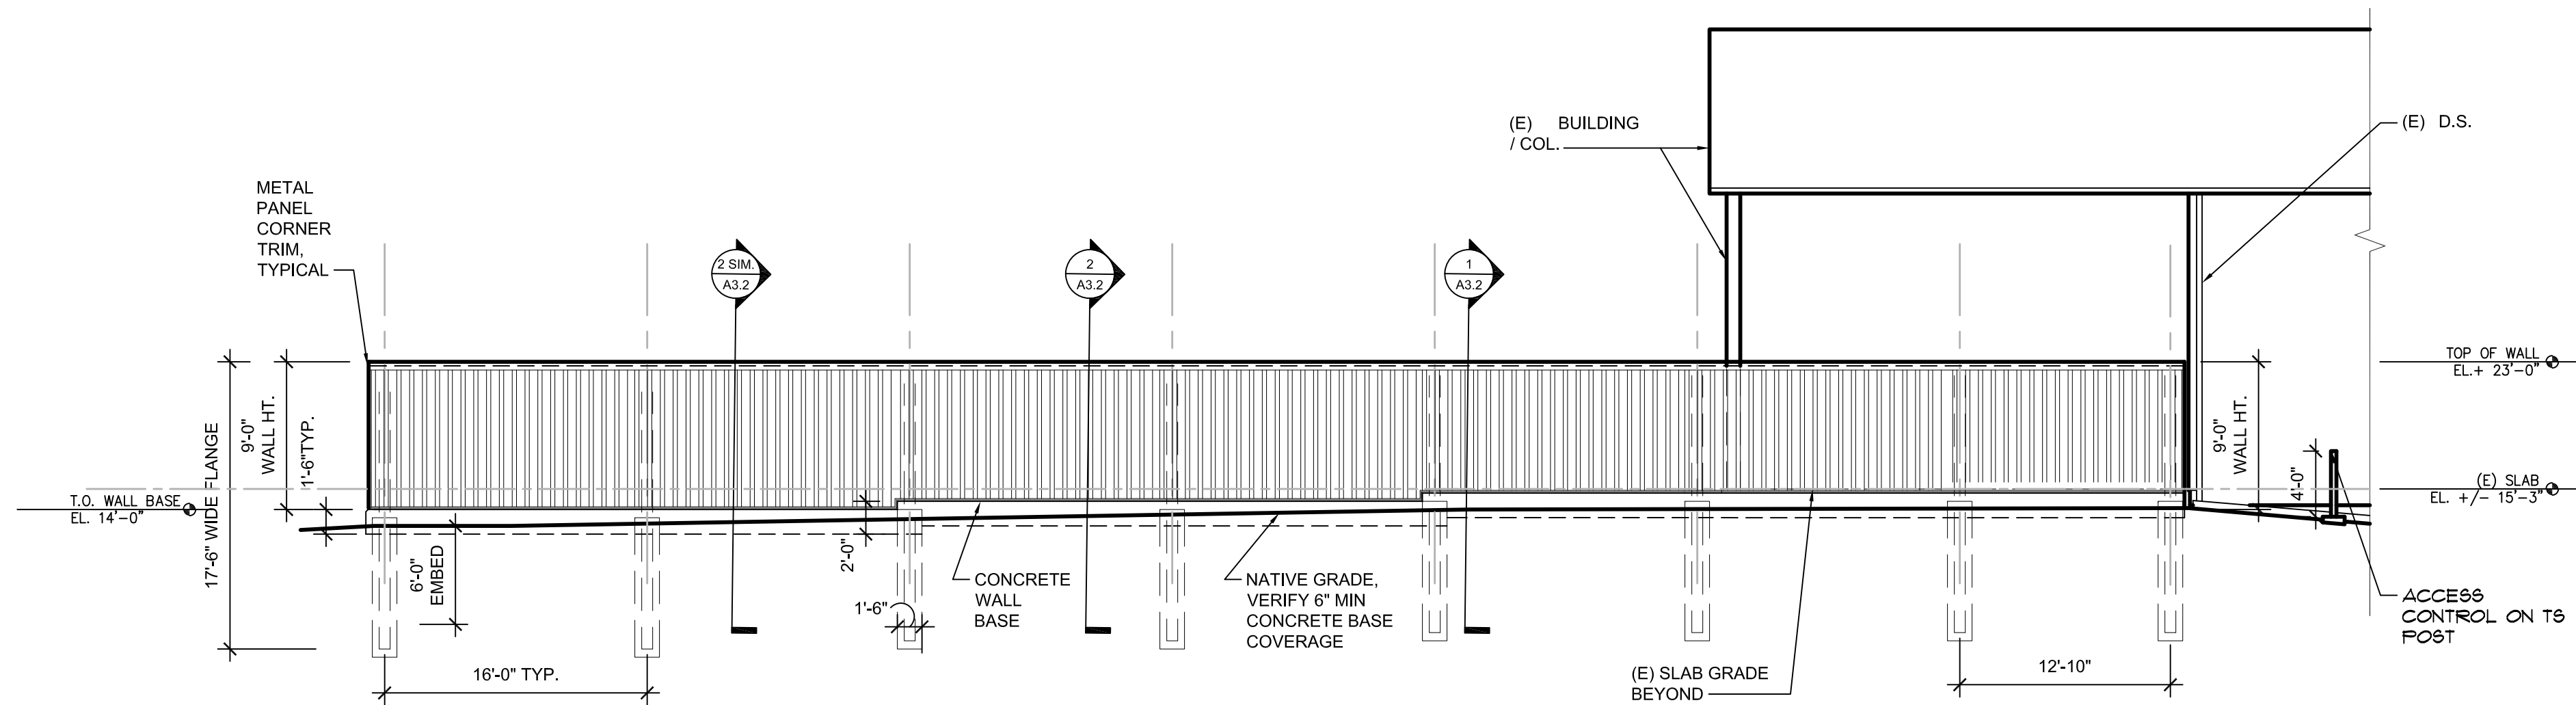 (E) BUILDING
/ COL.
(E) D.S.
METAL
PANEL
CORNER
TRIM,
TYPICAL
2 SIM.
A3.2
2
A3.2
1
A3.2
TOP OF WALL
EL.+ 23'-0"
17'-6" WIDE FLANGE
9'-0"
WALL HT.
1'-6"TYP.
9'-0"
WALL HT.
4'-0"
(E) SLAB
EL. +/- 15'-3"
T.O. WALL BASE
EL. 14'-0"
6'-0"
EMBED
2'-0"
1'-6"
CONCRETE
WALL
BASE
NATIVE GRADE,
VERIFY 6" MIN
CONCRETE BASE
COVERAGE
ACCESS
CONTROL ON TS
POST
16'-0" TYP.
(E) SLAB GRADE
BEYOND
12'-10"